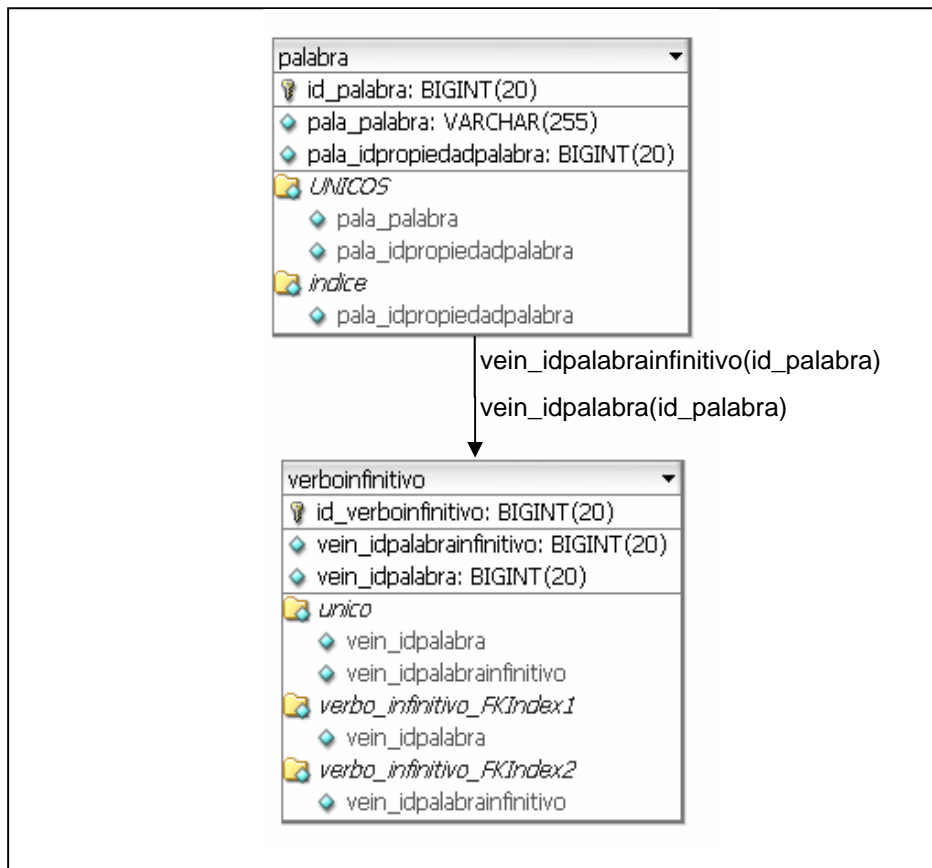 palabra
id_palabra: BIGINT(20)
pala_palabra: VARCHAR(255)
pala_idpropiedadpalabra: BIGINT(20)
UNICOS
pala_palabra
pala_idpropiedadpalabra
indice
pala_idpropiedadpalabra
vein_idpalabrainfinitivo(id_palabra)
vein_idpalabra(id_palabra)
verboinfinitivo
id_verboinfinitivo: BIGINT(20)
vein_idpalabrainfinitivo: BIGINT(20)
vein_idpalabra: BIGINT(20)
unico
vein_idpalabra
vein_idpalabrainfinitivo
verbo_infinitivo_FKIndex1
vein_idpalabra
verbo_infinitivo_FKIndex2
vein_idpalabrainfinitivo